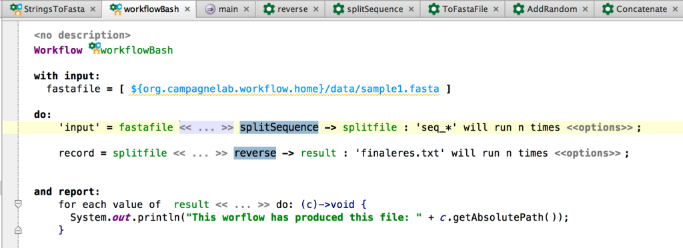 StringsToFasta workflowBash main reverse splitSequence ToFastaFile AddRandom Concatenate
<no description>
Workflow workflowBash
with input:
fastafile = [ ${org.campagnelab.workflow.home}/data/sample1.fasta ]
do:
'input' = fastafile << ... >> splitSequence -> splitfile : 'seq_*' will run n times <<options>> ;
record = splitfile << ... >> reverse -> result : 'finaleres.txt' will run n times <<options>> ;
and report:
for each value of result << ... >> do: (c)->void {
System.out.println("This worflow has produced this file: " + c.getAbsolutePath());
}